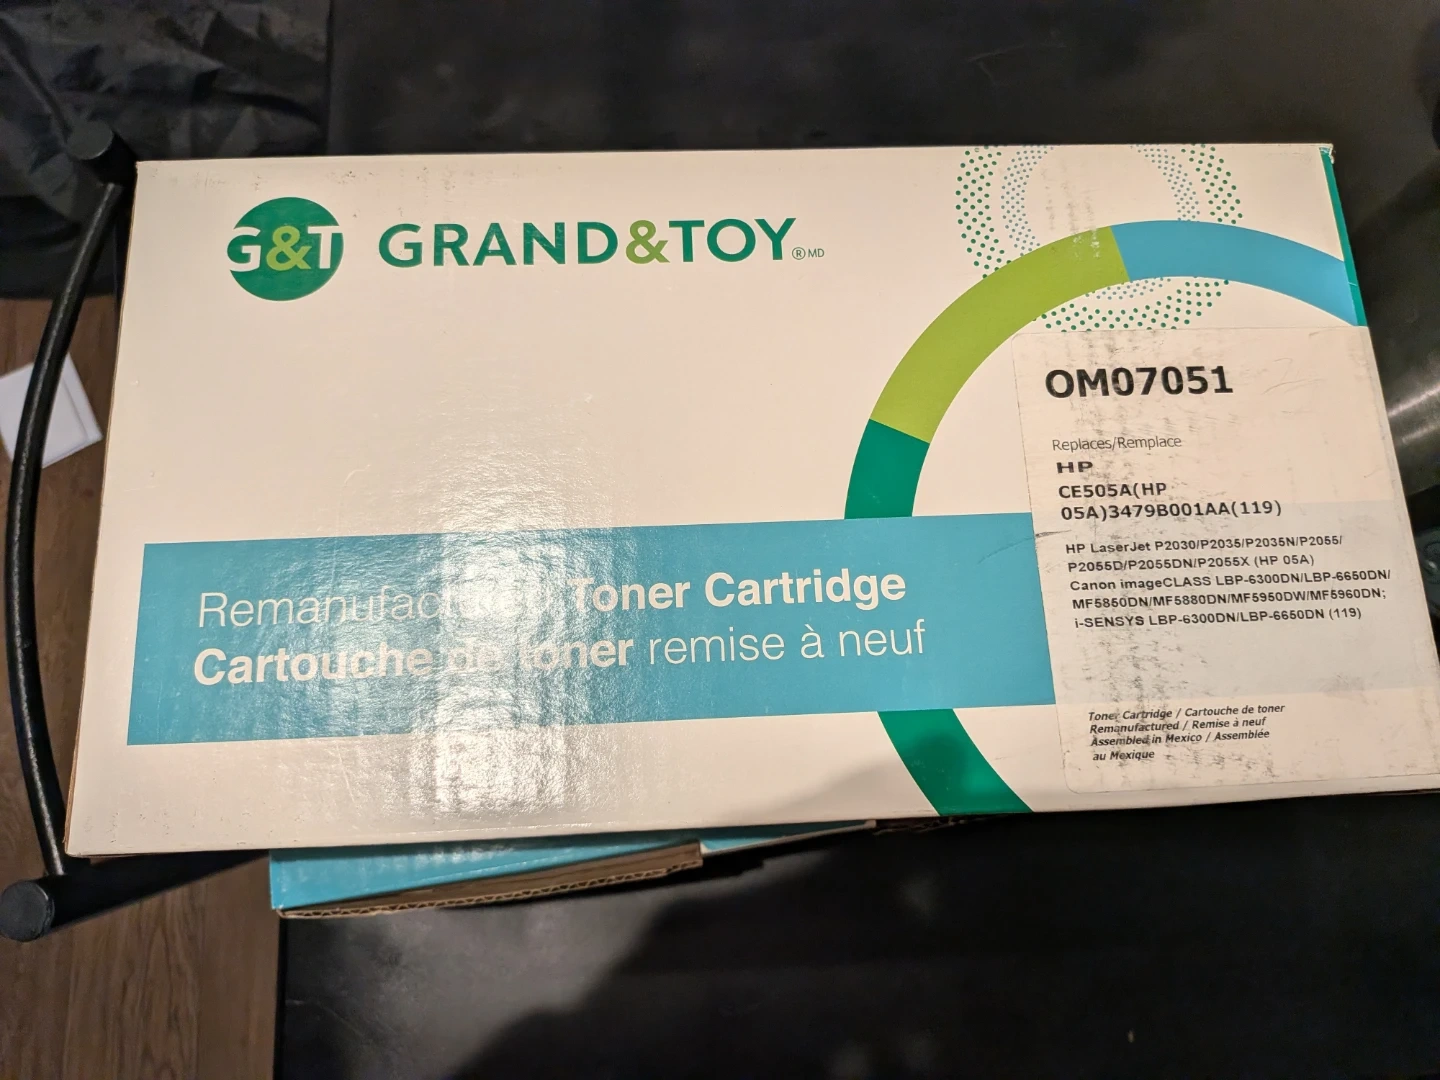 G&T GRAND&TOY ® MD
OM07051
Replaces/Remplace
HP
CE505A(HP
05A)3479B001AA(119)
HP LaserJet P2030/P2035/P2035N/P2055/
P2055D/P2055DN/P2055X (HP 05A)
Canon imageCLASS LBP-6300DN/LBP-6650DN/
MF5850DN/MF5880DN/MF5950DW/MF5960DN;
i-SENSYS LBP-6300DN/LBP-6650DN (119)
Remanufactured Toner Cartridge
Cartouche de toner remise à neuf
Toner Cartridge / Cartouche de toner
Remanufactured / Remise à neuf
Assembled in Mexico / Assemblée
au Mexique